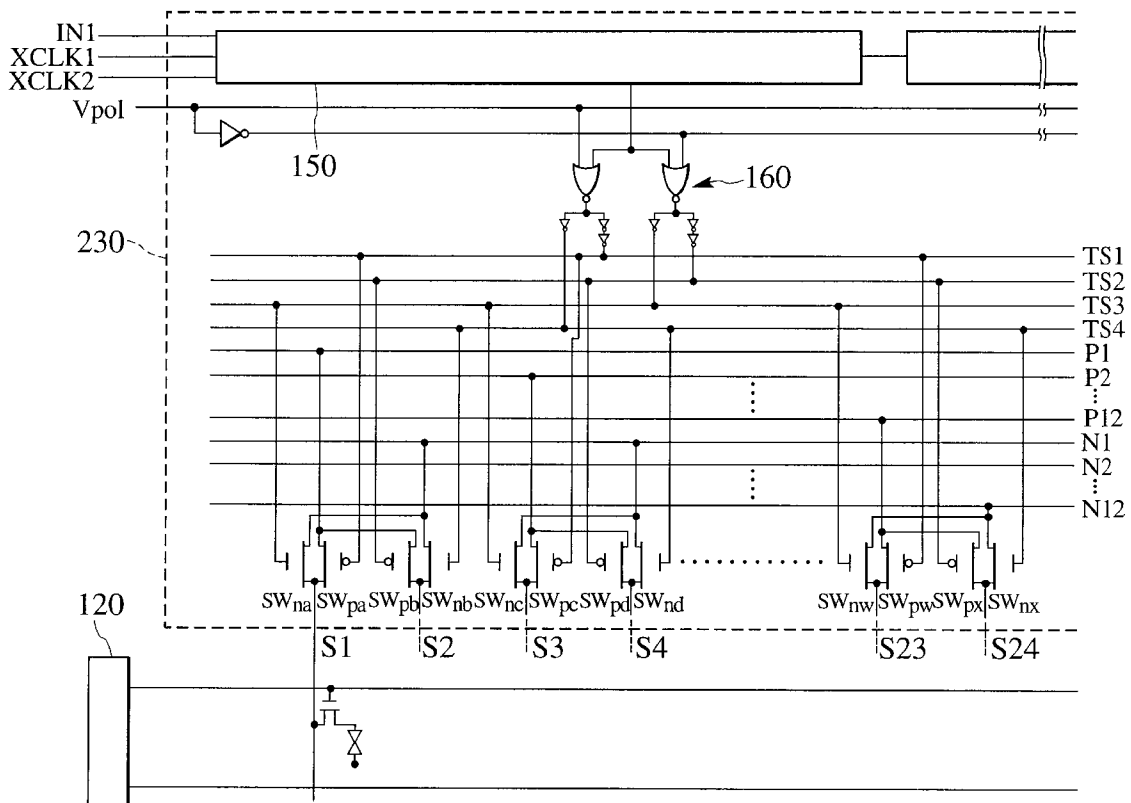 IN1
XCLK1
XCLK2
Vpol
150
160
230
TS1
TS2
TS3
TS4
P1
P2
P12
N1
N2
N12
SWna SWpa SWpb SWnb SWnc SWpc SWpd SWnd SWnw SWpw SWpx SWnx
120
S1 S2 S3 S4 S23 S24